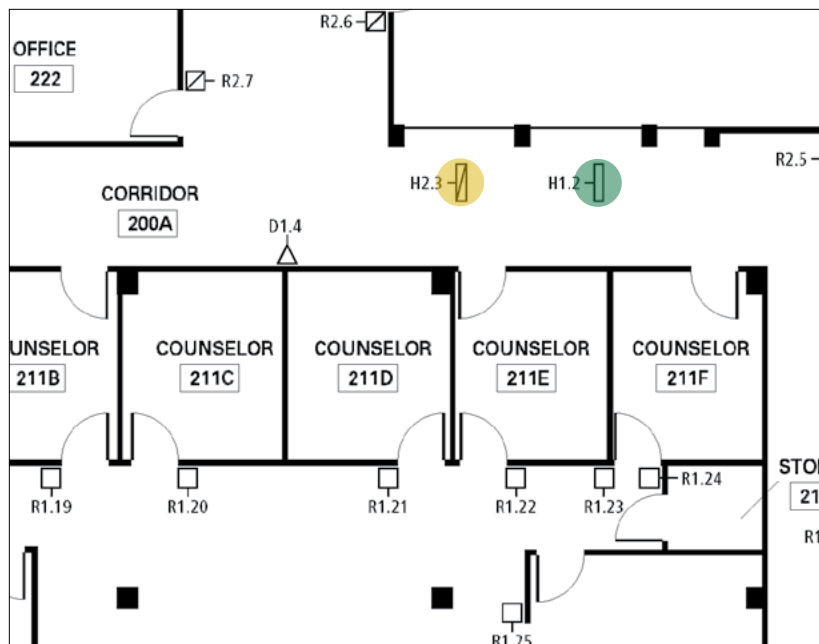 R2.6
OFFICE
222
R2.7
R2.5
H2.3
H1.2
CORRIDOR
200A
D1.4
UNSELOR
211B
COUNSELOR
211C
COUNSELOR
211D
COUNSELOR
211E
COUNSELOR
211F
STO
21
R1.19
R1.20
R1.21
R1.22
R1.23
R1.24
R1
R1.25